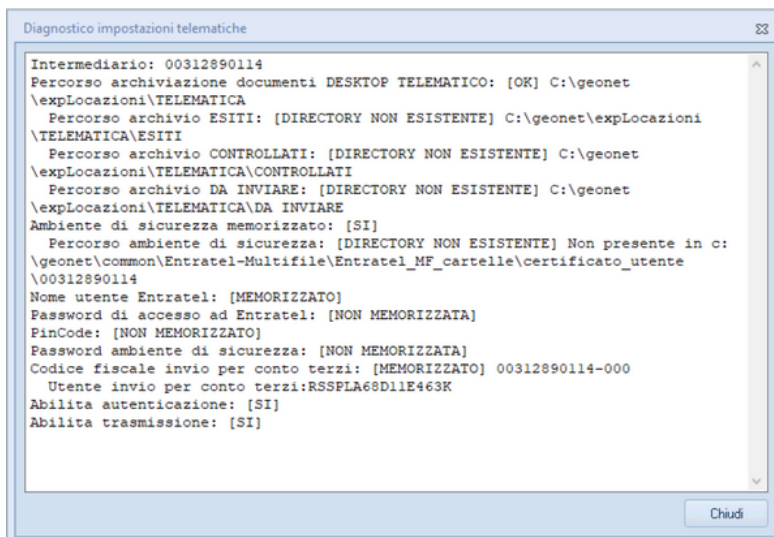 Diagnostico impostazioni telematiche
Intermediario: 00312890114
Percorso archiviazione documenti DESKTOP TELEMATICO: [OK] C:\geonet
\expLocazioni\TELEMATICA
  Percorso archivio ESITI: [DIRECTORY NON ESISTENTE] C:\geonet\expLocazioni
\TELEMATICA\ESITI
  Percorso archivio CONTROLLATI: [DIRECTORY NON ESISTENTE] C:\geonet
\expLocazioni\TELEMATICA\CONTROLLATI
  Percorso archivio DA INVIARE: [DIRECTORY NON ESISTENTE] C:\geonet
\expLocazioni\TELEMATICA\DA INVIARE
Ambiente di sicurezza memorizzato: [SI]
  Percorso ambiente di sicurezza: [DIRECTORY NON ESISTENTE] Non presente in c:
\geonet\common\Entratel-Multifile\Entratel_MF_cartelle\certificato_utente
\00312890114
Nome utente Entratel: [MEMORIZZATO]
Password di accesso ad Entratel: [NON MEMORIZZATA]
PinCode: [NON MEMORIZZATO]
Password ambiente di sicurezza: [NON MEMORIZZATA]
Codice fiscale invio per conto terzi: [MEMORIZZATO] 00312890114-000
  Utente invio per conto terzi:RSSPLA68D11E463K
Abilita autenticazione: [SI]
Abilita trasmissione: [SI]
Chiudi